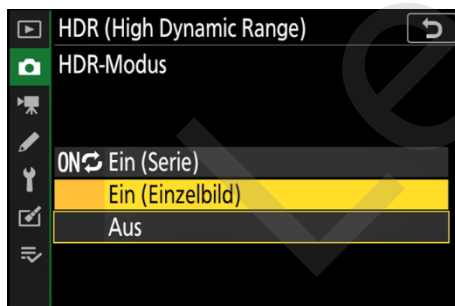 HDR (High Dynamic Range)
HDR-Modus
ON Ein (Serie)
Ein (Einzelbild)
Aus